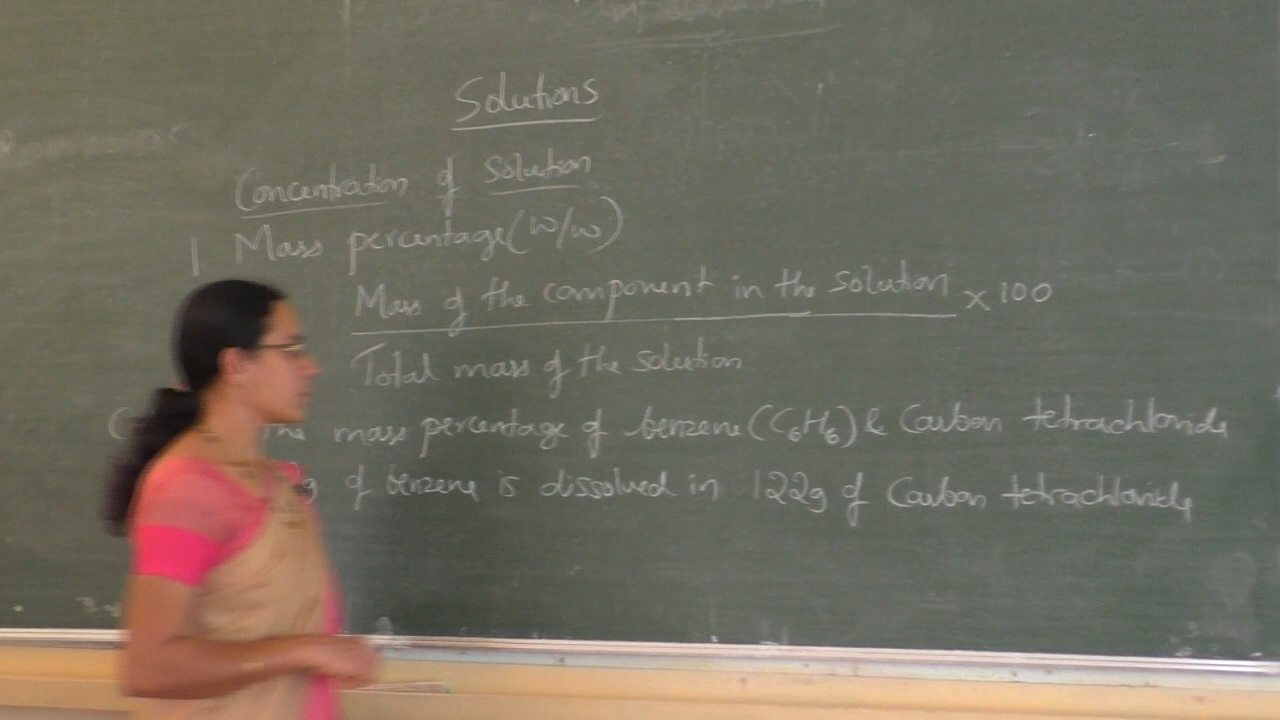 Solutions
Concentration of solution
1 Mass percentage (w/w)
Mass of the component in the solution × 100
Total mass of the solution
mass percentage of benzene (C6H6) & Carbon tetrachloride
g of benzene is dissolved in 122g of Carbon tetrachloride